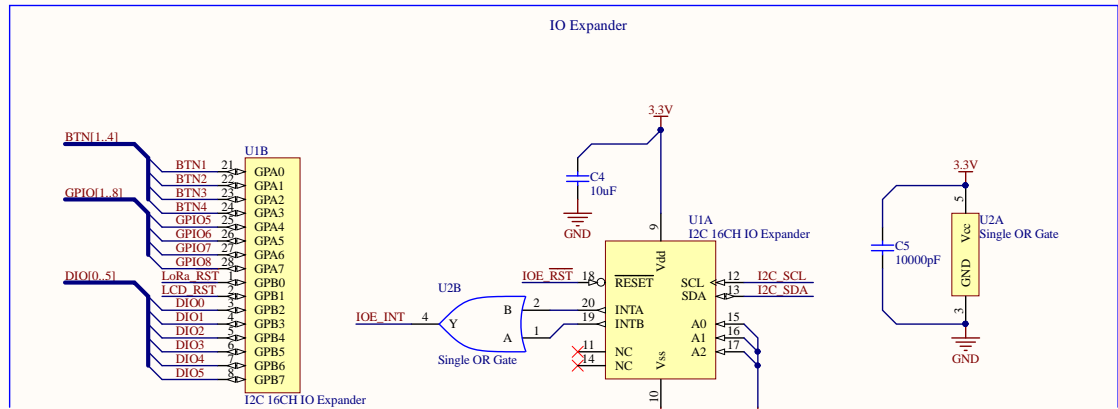 IO Expander
3.3V
BTN[1..4]
U1B
BTN1 21 GPA0
BTN2 22 GPA1
BTN3 23 GPA2
BTN4 24 GPA3
GPIO[1..8]
GPIO5 25 GPA4
GPIO6 26 GPA5
GPIO7 27 GPA6
GPIO8 28 GPA7
DIO[0..5]
LoRa_RST 1 GPB0
LCD_RST 2 GPB1
DIO0 3 GPB2
DIO1 4 GPB3
DIO2 5 GPB4
DIO3 6 GPB5
DIO4 7 GPB6
DIO5 8 GPB7
I2C 16CH IO Expander
C4
10uF
GND
U1A
I2C 16CH IO Expander
9
Vdd
IOE_RST 18 RESET
SCL 12 I2C_SCL
SDA 13 I2C_SDA
U2B
IOE_INT 4 Y
B 2 20 INTA
A 1 19 INTB
Single OR Gate
A0 15
A1 16
A2 17
11 NC
14 NC
Vss
10
3.3V
5
Vcc
U2A
Single OR Gate
C5
10000pF
GND
3
GND